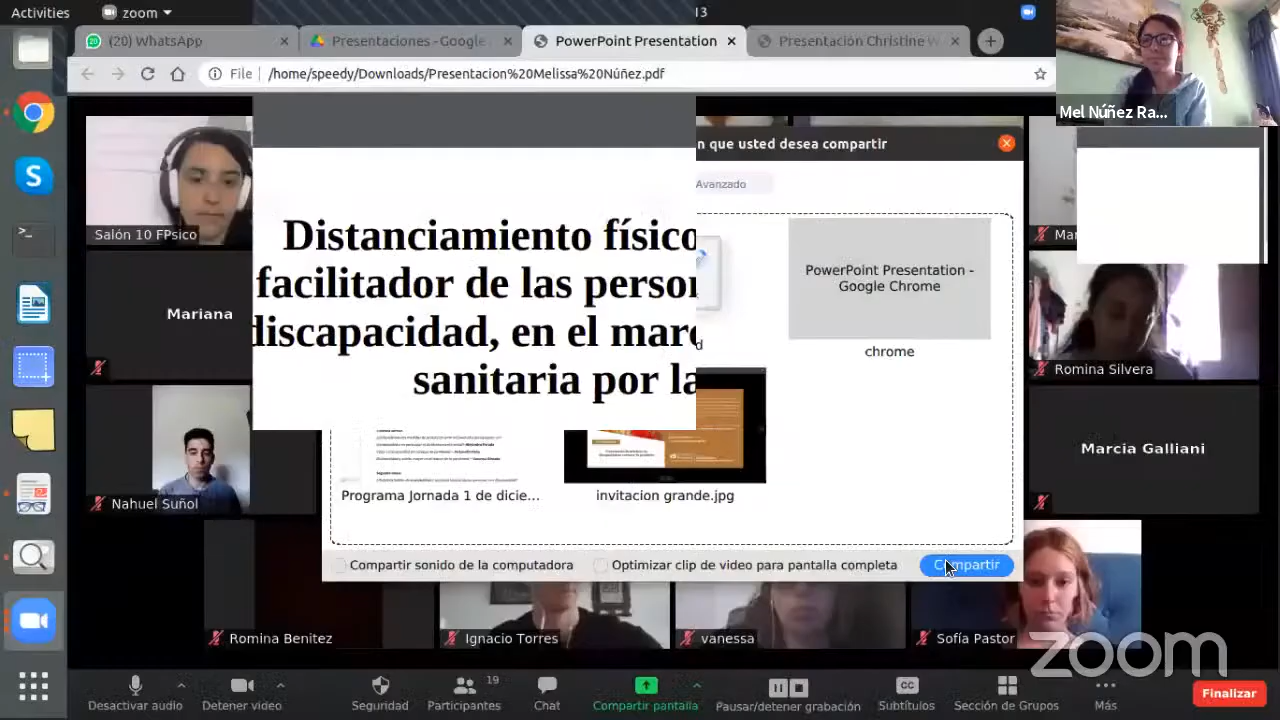 Activities
zoom
13
(20) WhatsApp
Presentaciones - Google
PowerPoint Presentation
Presentación Christine W
File
/home/speedy/Downloads/Presentacion%20Melissa%20Núñez.pdf
Mel Núñez Ra...
n que usted desea compartir
Avanzado
Salón 10 FPsico
Mar
Distanciamiento físico
facilitador de las person
discapacidad, en el marc
sanitaria por la
PowerPoint Presentation -
Google Chrome
chrome
Mariana
Romina Silvera
Marcia Galliani
Nahuel Suñol
Programa Jornada 1 de dicie...
invitacion grande.jpg
Compartir sonido de la computadora
Optimizar clip de video para pantalla completa
Compartir
Romina Benitez
Ignacio Torres
vanessa
Sofía Pastor
zoom
Desactivar audio
Detener video
Seguridad
Participantes
19
Chat
Compartir pantalla
Pausar/detener grabación
Subtítulos
Sección de Grupos
Más
Finalizar